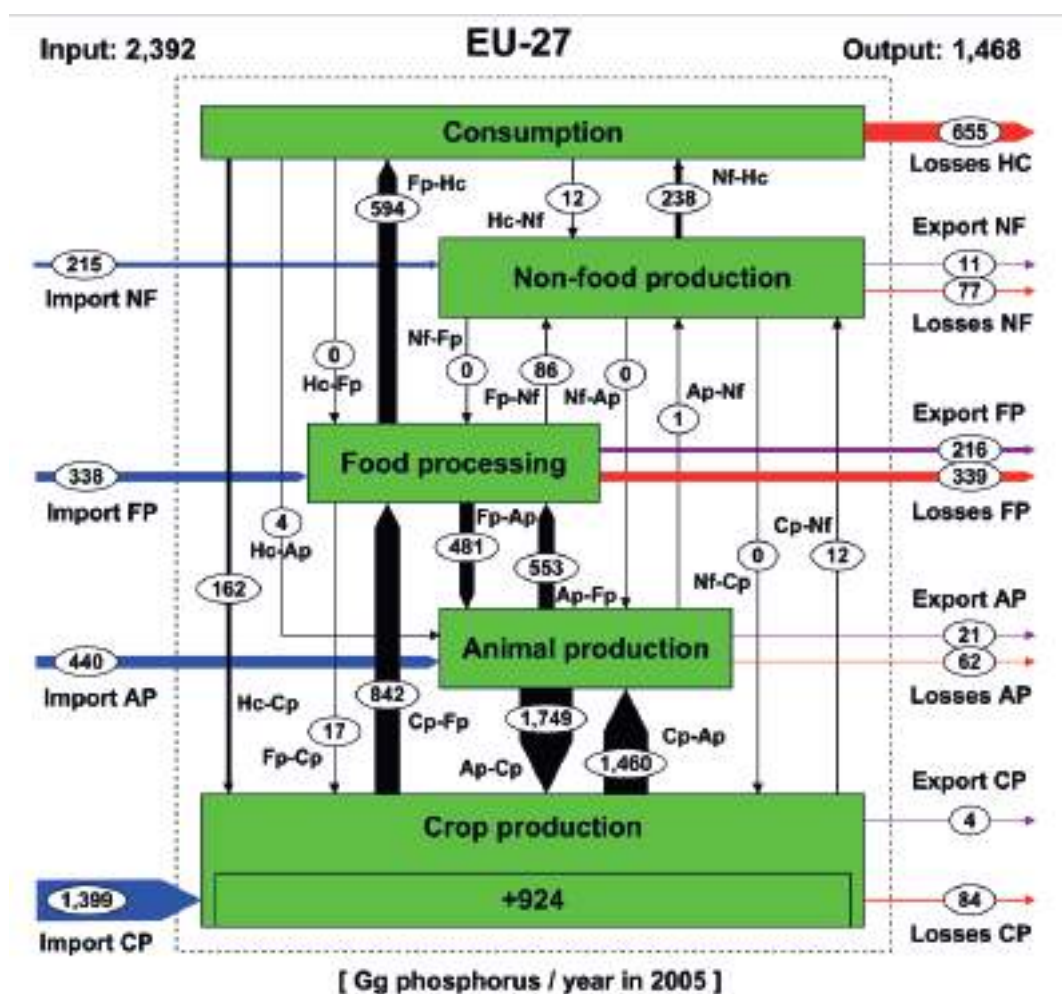 Input: 2,392 EU-27 Output: 1,468
Consumption
655
Losses HC
Fp-Hc
594
12
Hc-Nf
Nf-Hc
238
Export NF
215
Import NF
Non-food production
11
77
Losses NF
0
Hc-Fp
Nf-Fp
0
86
Fp-Nf
0
Nf-Ap
Ap-Nf
1
Export FP
338
Import FP
Food processing
216
339
Losses FP
4
Hc-Ap
Fp-Ap
481
553
Ap-Fp
Cp-Nf
0
12
Nf-Cp
162
Export AP
440
Import AP
Animal production
21
62
Losses AP
Hc-Cp
17
Fp-Cp
842
Cp-Fp
1,749
Ap-Cp
Cp-Ap
1,460
Export CP
Crop production
4
1,399
Import CP
+924
84
Losses CP
[ Gg phosphorus / year in 2005 ]